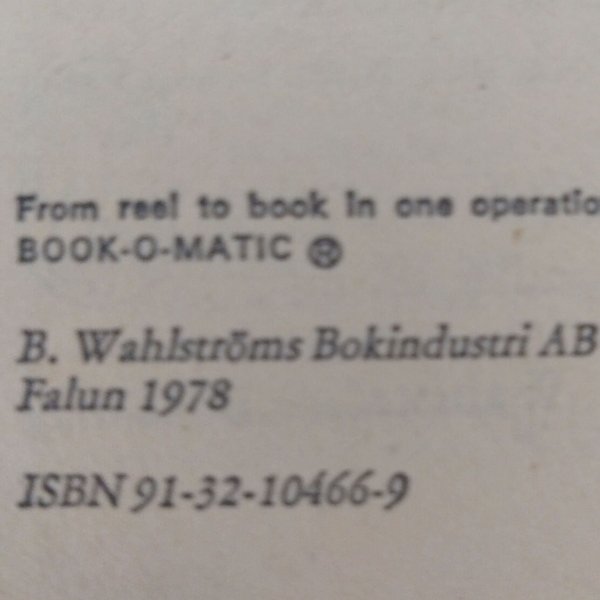 From reel to book in one operatio
BOOK-O-MATIC ®
B. Wahlströms Bokindustri AB
Falun 1978
ISBN 91-32-10466-9